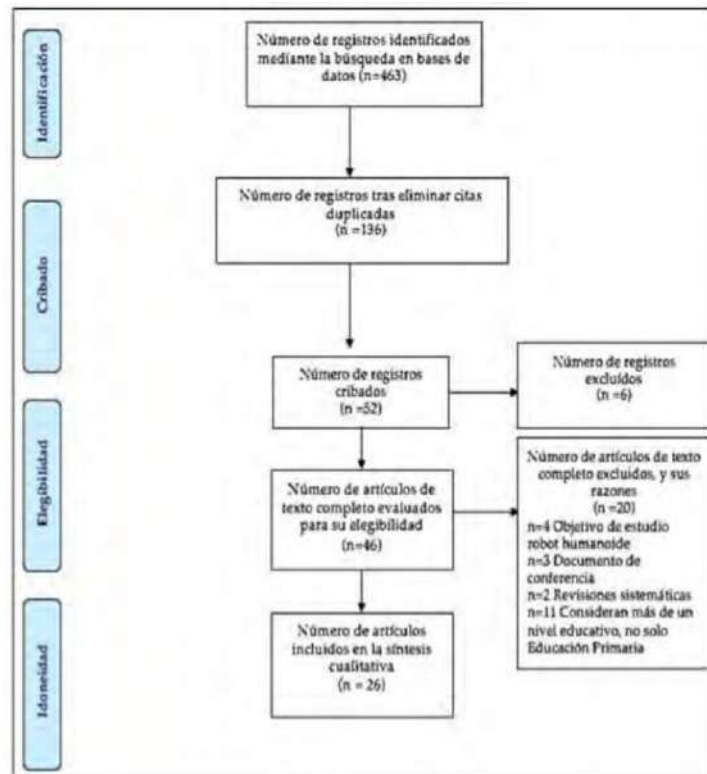 Identificación
Número de registros identificados
mediante la búsqueda en bases de
datos (n=463)
Cribado
Número de registros tras eliminar citas
duplicadas
(n =136)
Número de registros
cribados
(n =52)
Número de registros
excluídos
(n =6)
Elegibilidad
Número de artículos de
texto completo evaluados
para su elegibilidad
(n=46)
Número de artículos de texto
completo excluidos, y sus
razones
(n =20)
n=4 Objetivo de estudio
robot humanoide
n=3 Documento de
conferencia
n=2 Revisiones sistemáticas
n=11 Consideran más de un
nivel educativo, no solo
Educación Primaria
Idoneidad
Número de artículos
incluidos en la síntesis
cualitativa
(n = 26)